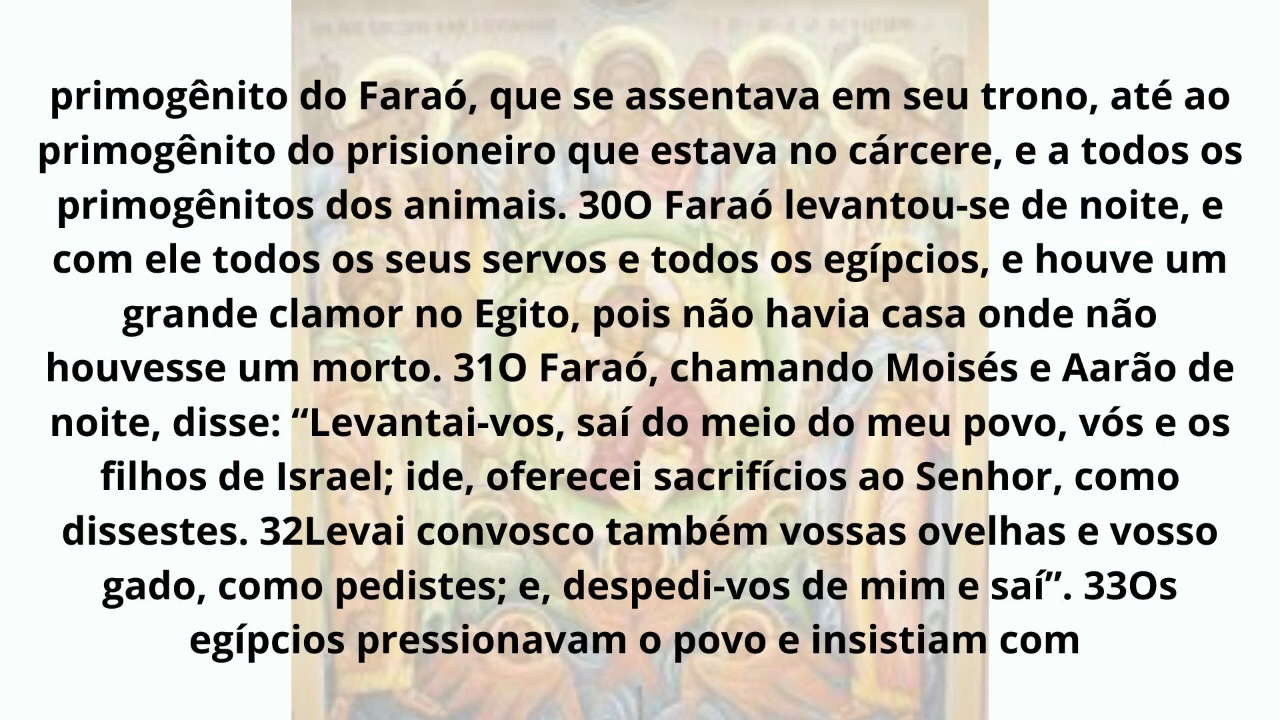 primogênito do Faraó, que se assentava em seu trono, até ao
primogênito do prisioneiro que estava no cárcere, e a todos os
primogênitos dos animais. 30O Faraó levantou-se de noite, e
com ele todos os seus servos e todos os egípcios, e houve um
grande clamor no Egito, pois não havia casa onde não
houvesse um morto. 31O Faraó, chamando Moisés e Aarão de
noite, disse: “Levantai-vos, saí do meio do meu povo, vós e os
filhos de Israel; ide, oferecei sacrifícios ao Senhor, como
dissestes. 32Levai convosco também vossas ovelhas e vosso
gado, como pedistes; e, despedi-vos de mim e saí”. 33Os
egípcios pressionavam o povo e insistiam com